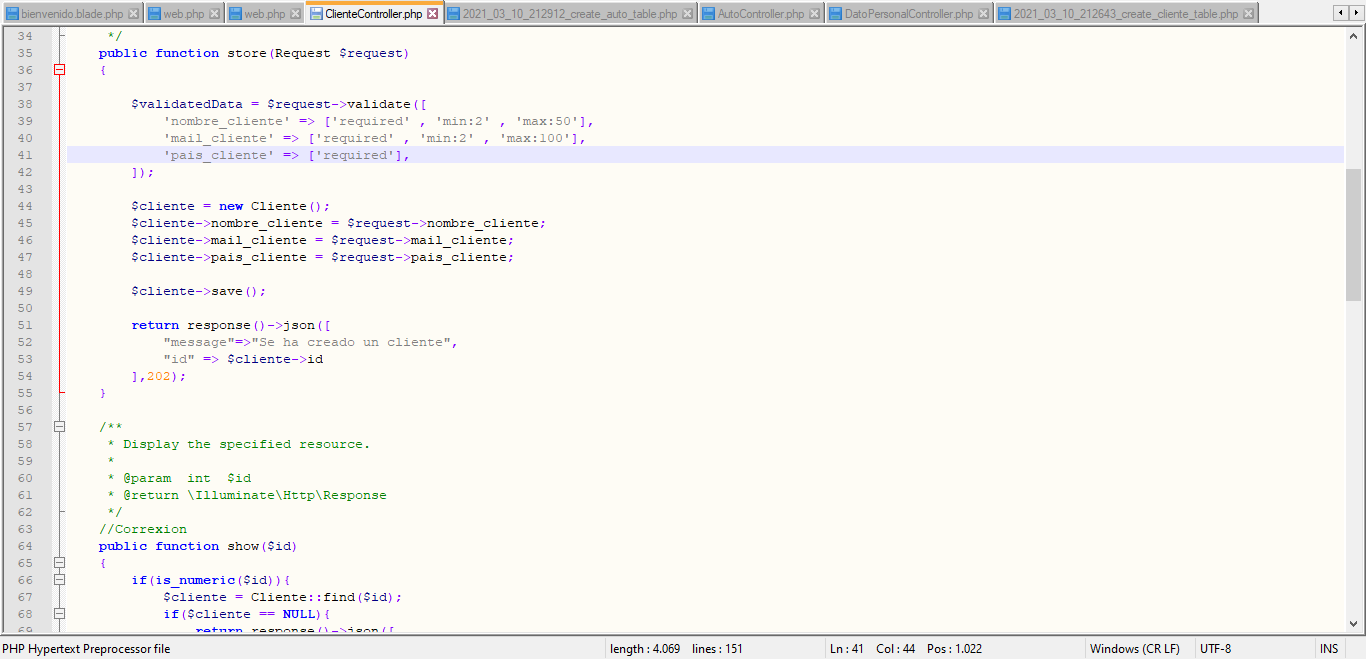 bienvenido.blade.php web.php web.php ClienteController.php 2021_03_10_212912_create_auto_table.php AutoController.php DatoPersonalController.php 2021_03_10_212643_create_cliente_table.php
34 */
35 public function store(Request $request)
36 {
37
38 $validatedData = $request->validate([
39 'nombre_cliente' => ['required' , 'min:2' , 'max:50'],
40 'mail_cliente' => ['required' , 'min:2' , 'max:100'],
41 'pais_cliente' => ['required'],
42 ]);
43
44 $cliente = new Cliente();
45 $cliente->nombre_cliente = $request->nombre_cliente;
46 $cliente->mail_cliente = $request->mail_cliente;
47 $cliente->pais_cliente = $request->pais_cliente;
48
49 $cliente->save();
50
51 return response()->json([
52 "message"=>"Se ha creado un cliente",
53 "id" => $cliente->id
54 ],202);
55 }
56
57 /**
58 * Display the specified resource.
59 *
60 * @param  int  $id
61 * @return \Illuminate\Http\Response
62 */
63 //Correxion
64 public function show($id)
65 {
66 if(is_numeric($id)){
67 $cliente = Cliente::find($id);
68 if($cliente == NULL){
69 return response()->json([
PHP Hypertext Preprocessor file length : 4.069 lines : 151 Ln : 41 Col : 44 Pos : 1.022 Windows (CR LF) UTF-8 INS